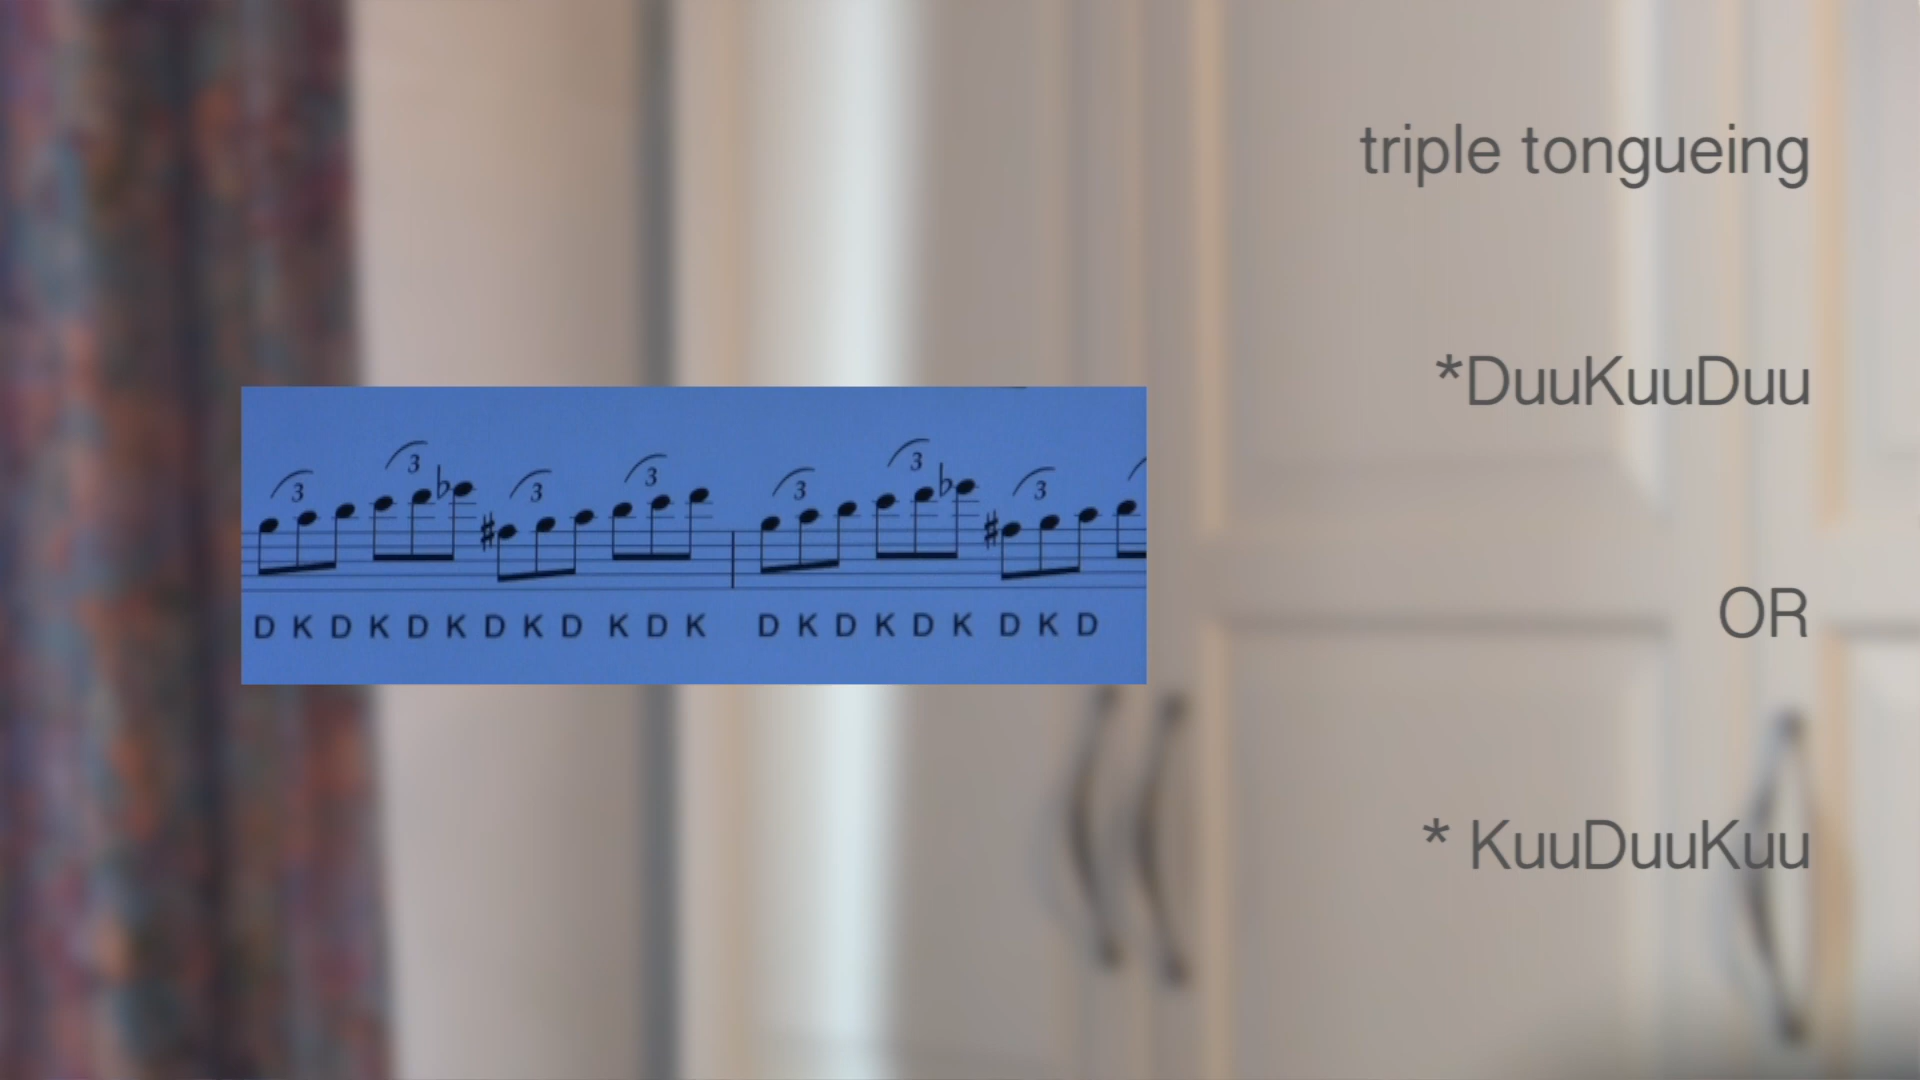 triple tongueing
*DuuKuuDuu
3 3 3 3 3 3 3
D K D K D K D K D K D K D K D K D K D K D
OR
* KuuDuuKuu